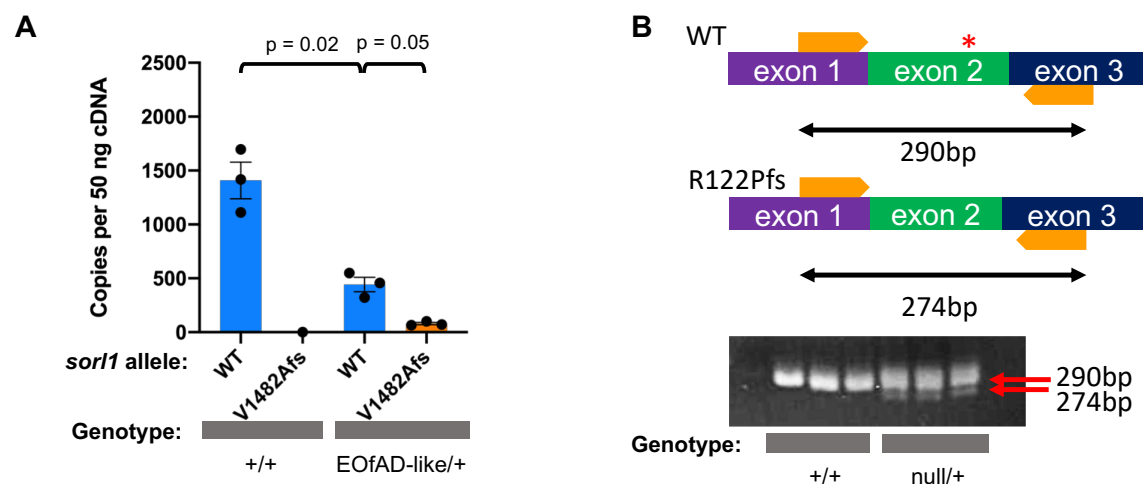 A
p = 0.02 p = 0.05
Copies per 50 ng cDNA
2500
2000
1500
1000
500
0
sorl1 allele:
WT
V1482Afs
WT
V1482Afs
Genotype:
+/+
EOfAD-like/+
B
WT
*
exon 1 exon 2 exon 3
290bp
R122Pfs
exon 1 exon 2 exon 3
274bp
290bp
274bp
Genotype:
+/+
null/+